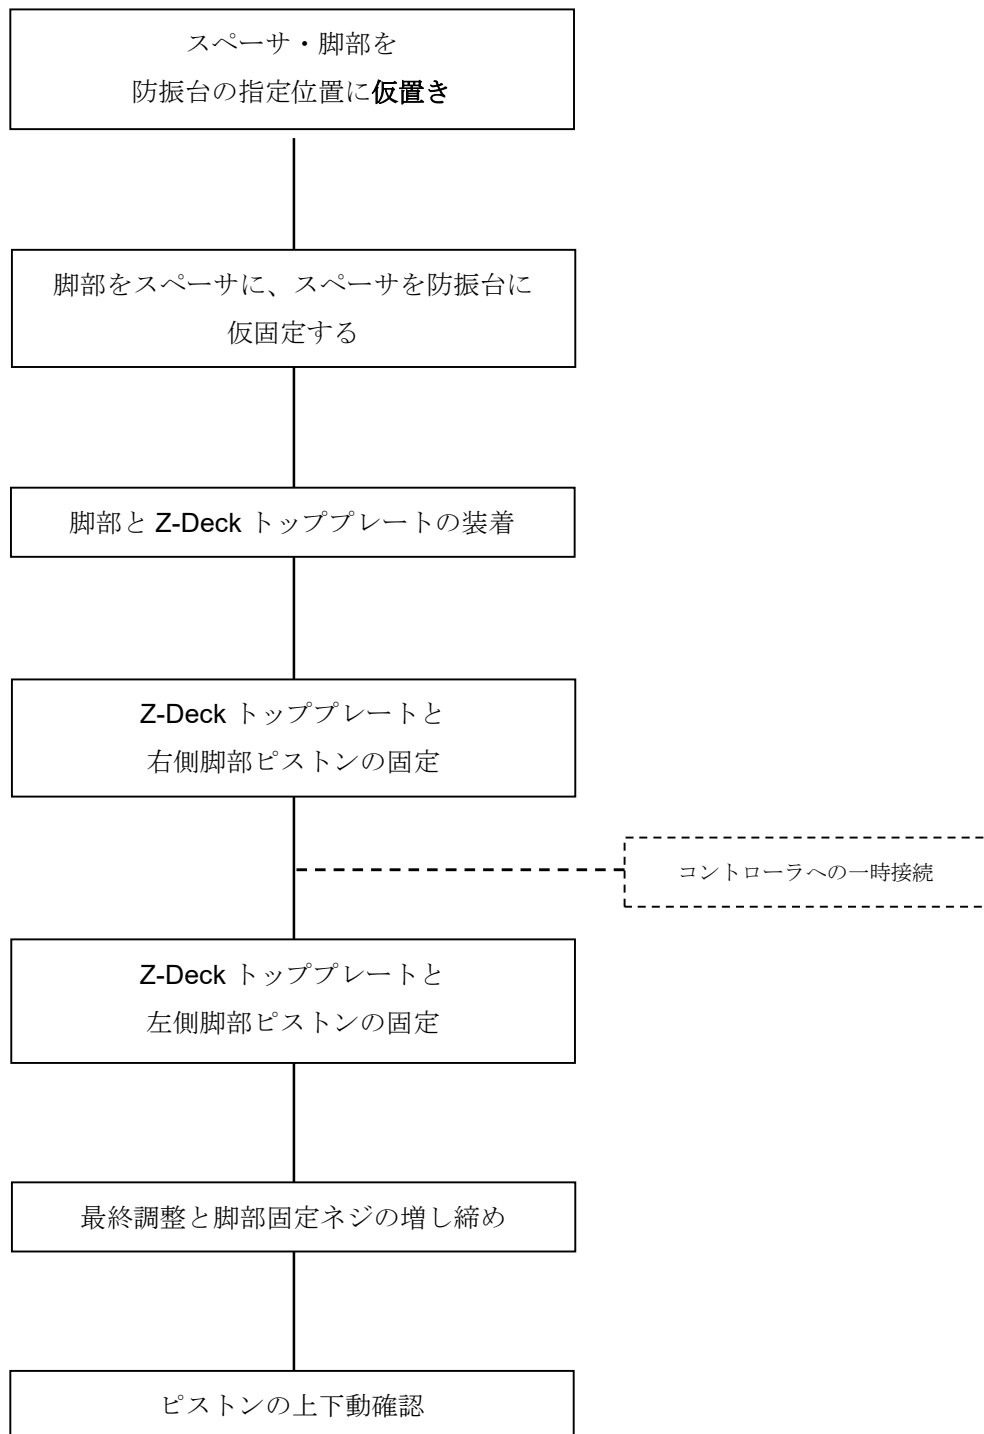 スペーサ・脚部を
防振台の指定位置に仮置き
脚部をスペーサに、スペーサを防振台に
仮固定する
脚部と Z-Deck トッププレートの装着
Z-Deck トッププレートと
右側脚部ピストンの固定
コントローラへの一時接続
Z-Deck トッププレートと
左側脚部ピストンの固定
最終調整と脚部固定ネジの増し締め
ピストンの上下動確認